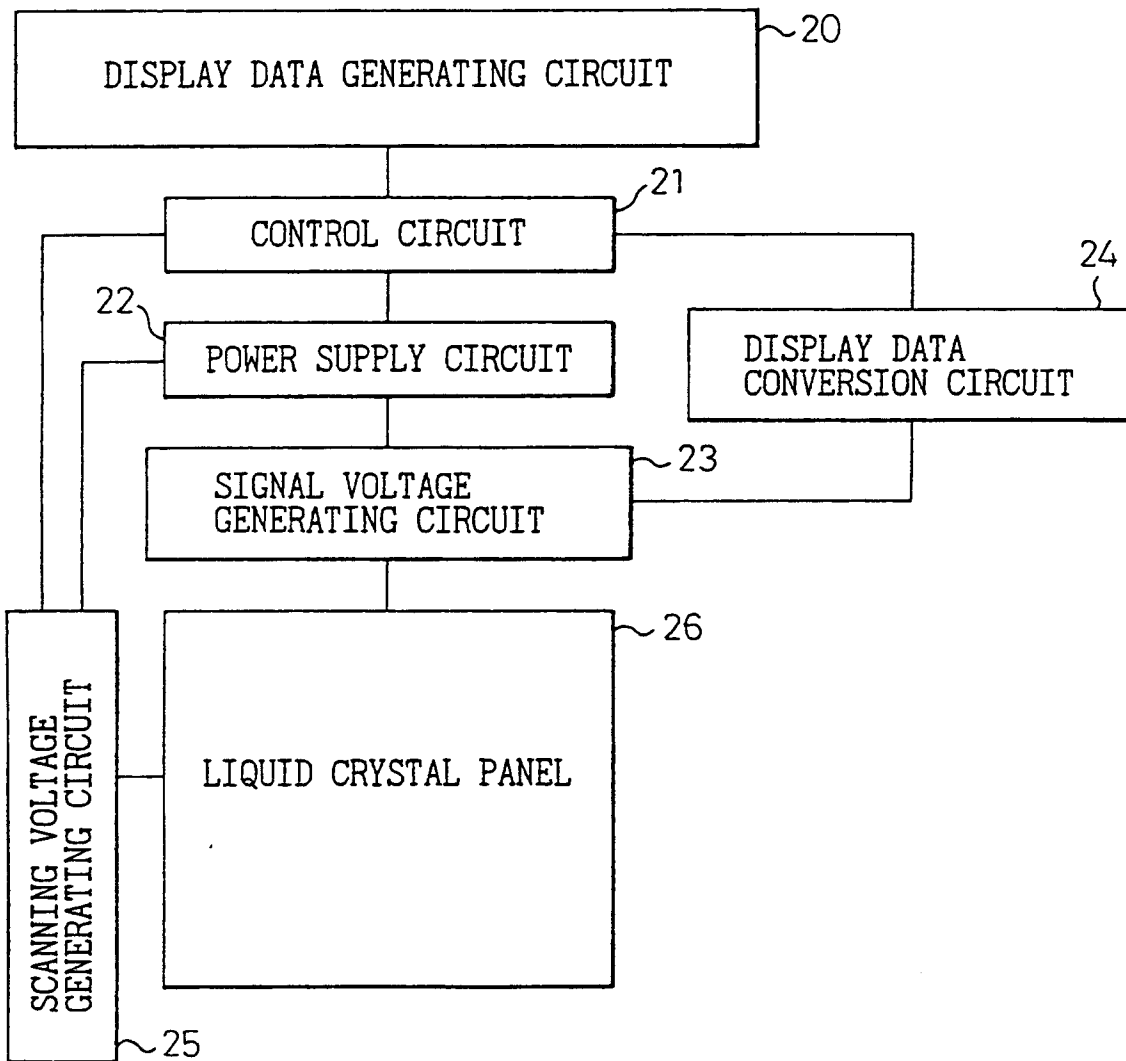 20
DISPLAY DATA GENERATING CIRCUIT
21
CONTROL CIRCUIT
24
22
POWER SUPPLY CIRCUIT
DISPLAY DATA
CONVERSION CIRCUIT
23
SIGNAL VOLTAGE
GENERATING CIRCUIT
26
LIQUID CRYSTAL PANEL
SCANNING VOLTAGE
GENERATING CIRCUIT
25